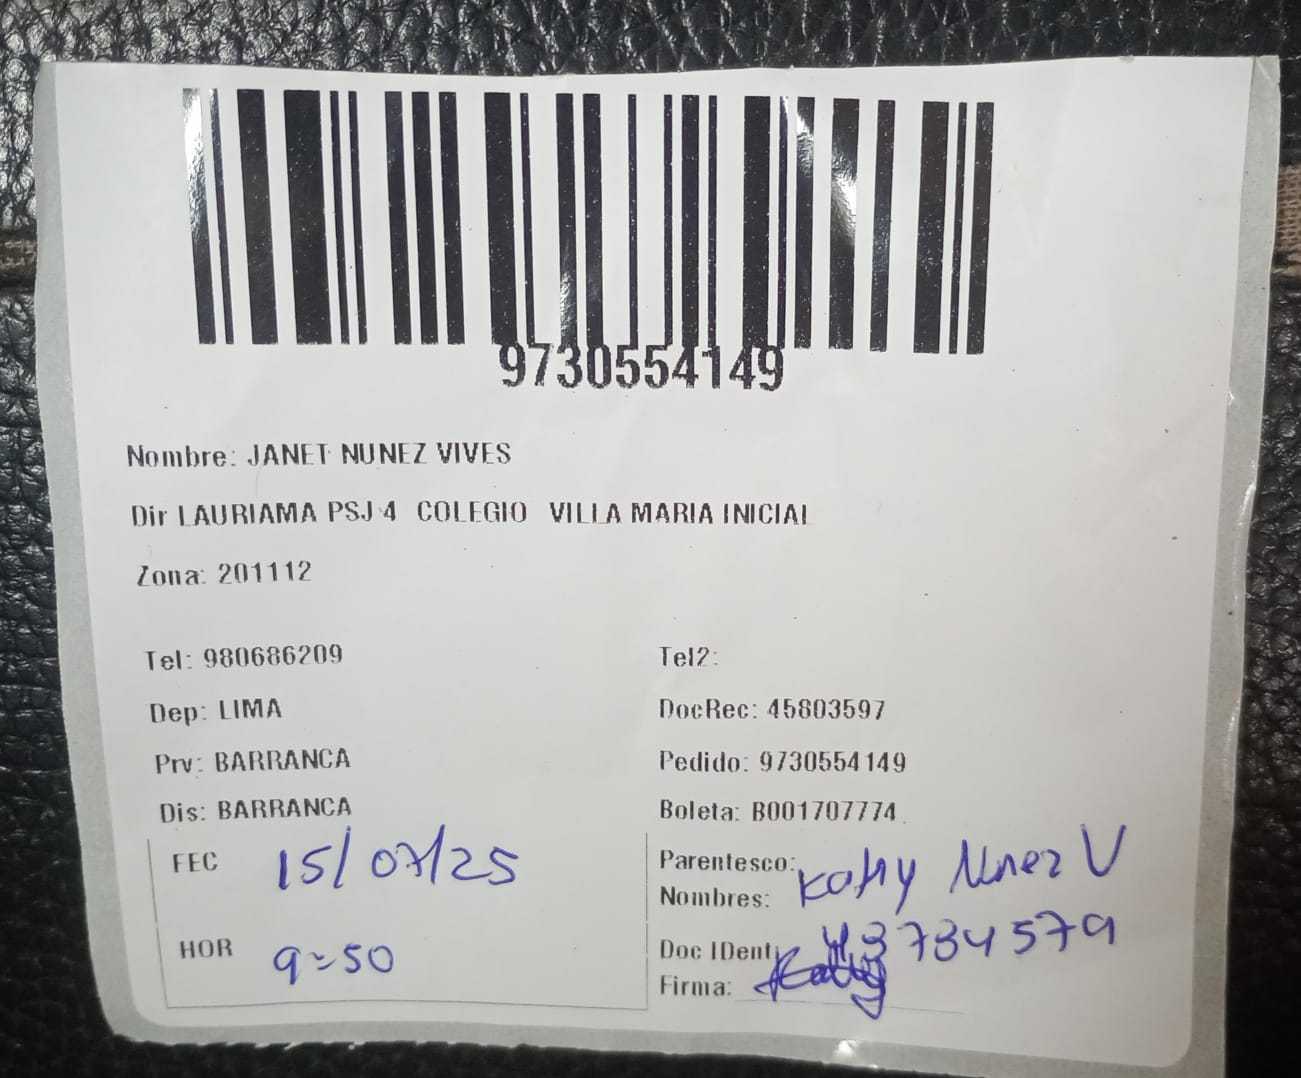 9730554149
Nombre: JANET NUNEZ VIVES
Dir LAURIAMA PSJ 4 COLEGIO VILLA MARIA INICIAL
Zona: 201112
Tel: 980686209
Tel2:
Dep: LIMA
DocRec: 45803597
Prv: BARRANCA
Pedido: 9730554149
Dis: BARRANCA
Boleta: B001707774
FEC 15/07/25
Parentesco:
Nombres: Kathy Nunez V
HOR 9:50
Doc IDent: 43734579
Firma: Kathy